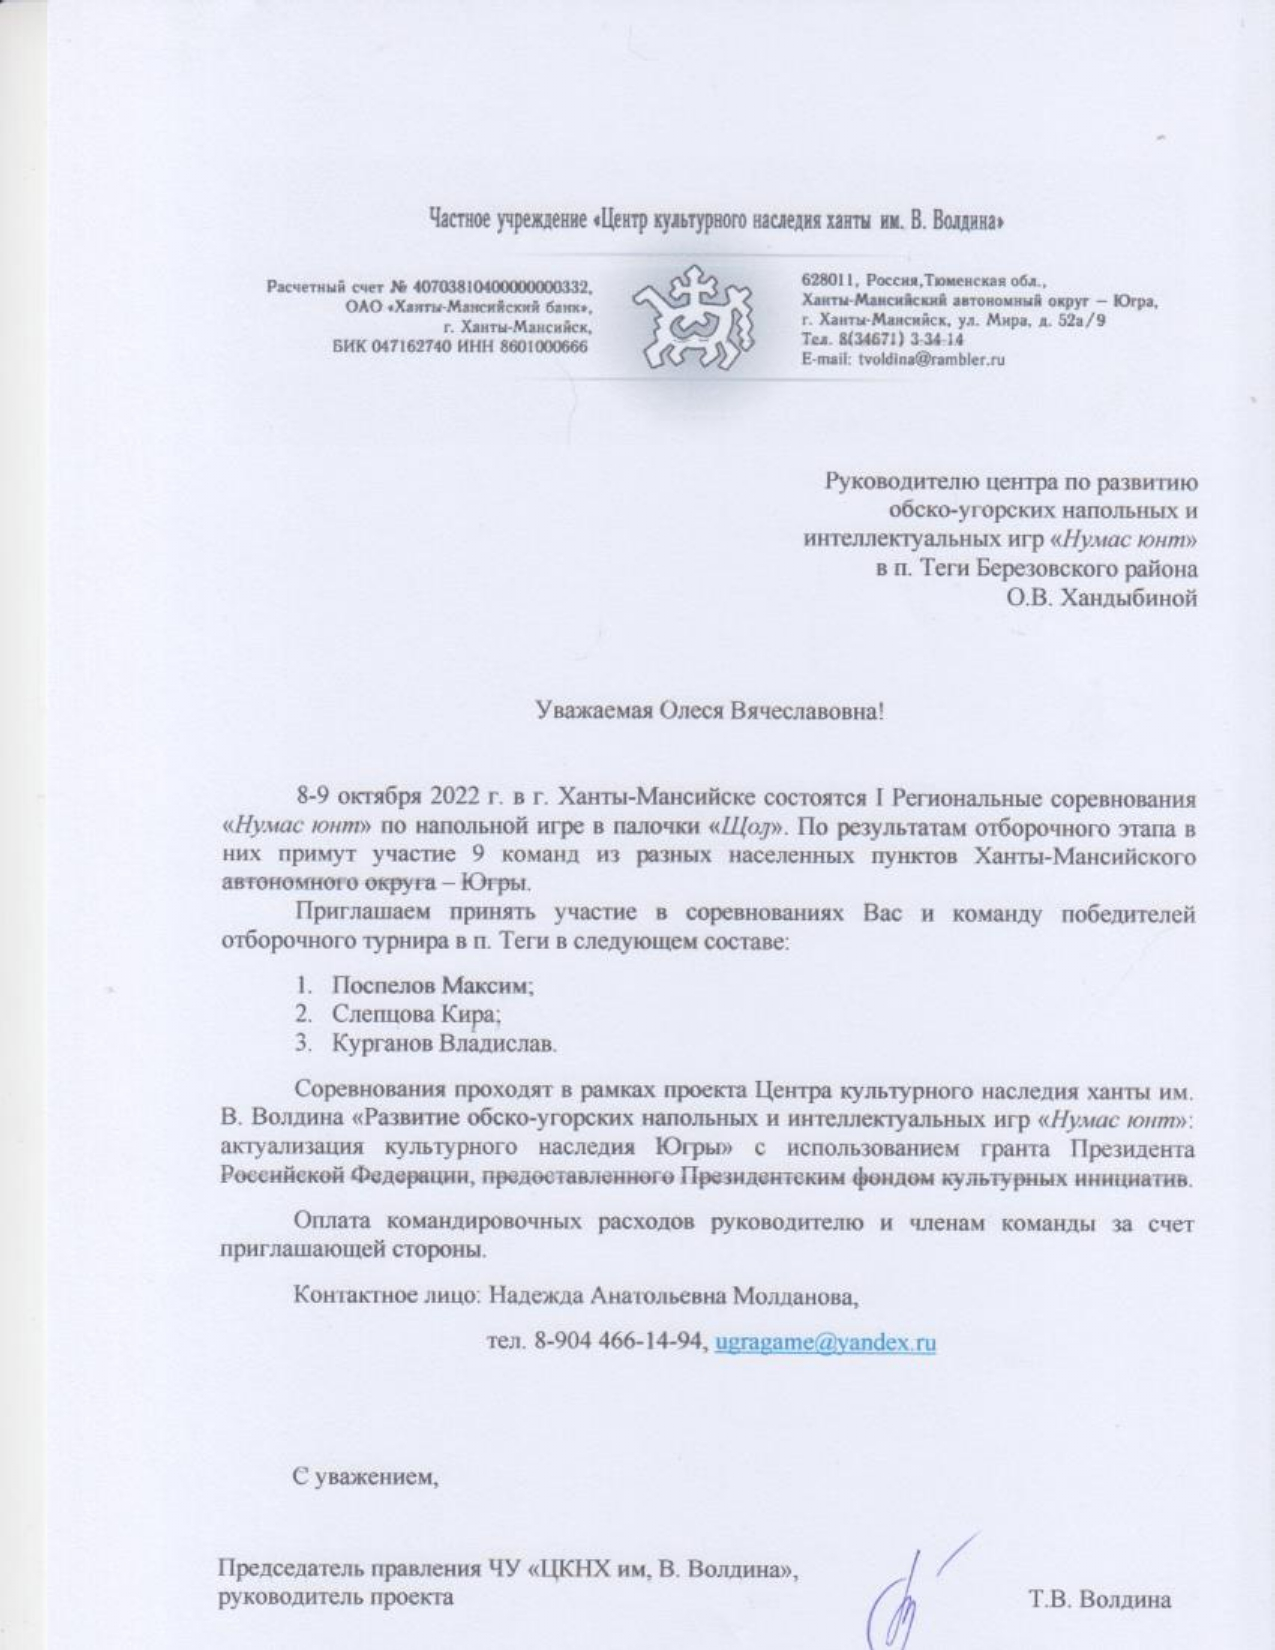 Частное учреждение «Центр культурного наследия ханты им. В. Волдина»
Расчетный счет № 40703810400000000332,
ОАО «Ханты-Мансийский банк»,
г. Ханты-Мансийск,
БИК 047162740 ИНН 8601000666
628011, Россия,Тюменская обл.,
Ханты-Мансийский автономный округ – Югра,
г. Ханты-Мансийск, ул. Мира, д. 52а/9
Тел. 8(34671) 3-34-14
E-mail: tvoldina@rambler.ru
Руководителю центра по развитию
обско-угорских напольных и
интеллектуальных игр «Нумас юнт»
в п. Теги Березовского района
О.В. Хандыбиной
Уважаемая Олеся Вячеславовна!
8-9 октября 2022 г. в г. Ханты-Мансийске состоятся I Региональные соревнования
«Нумас юнт» по напольной игре в палочки «Щоԓ». По результатам отборочного этапа в
них примут участие 9 команд из разных населенных пунктов Ханты-Мансийского
автономного округа – Югры.
Приглашаем принять участие в соревнованиях Вас и команду победителей
отборочного турнира в п. Теги в следующем составе:
1. Поспелов Максим;
2. Слепцова Кира;
3. Курганов Владислав.
Соревнования проходят в рамках проекта Центра культурного наследия ханты им.
В. Волдина «Развитие обско-угорских напольных и интеллектуальных игр «Нумас юнт»:
актуализация культурного наследия Югры» с использованием гранта Президента
Российской Федерации, предоставленного Президентским фондом культурных инициатив.
Оплата командировочных расходов руководителю и членам команды за счет
приглашающей стороны.
Контактное лицо: Надежда Анатольевна Молданова,
тел. 8-904 466-14-94, ugragame@yandex.ru
С уважением,
Председатель правления ЧУ «ЦКНХ им, В. Волдина»,
руководитель проекта
Т.В. Волдина